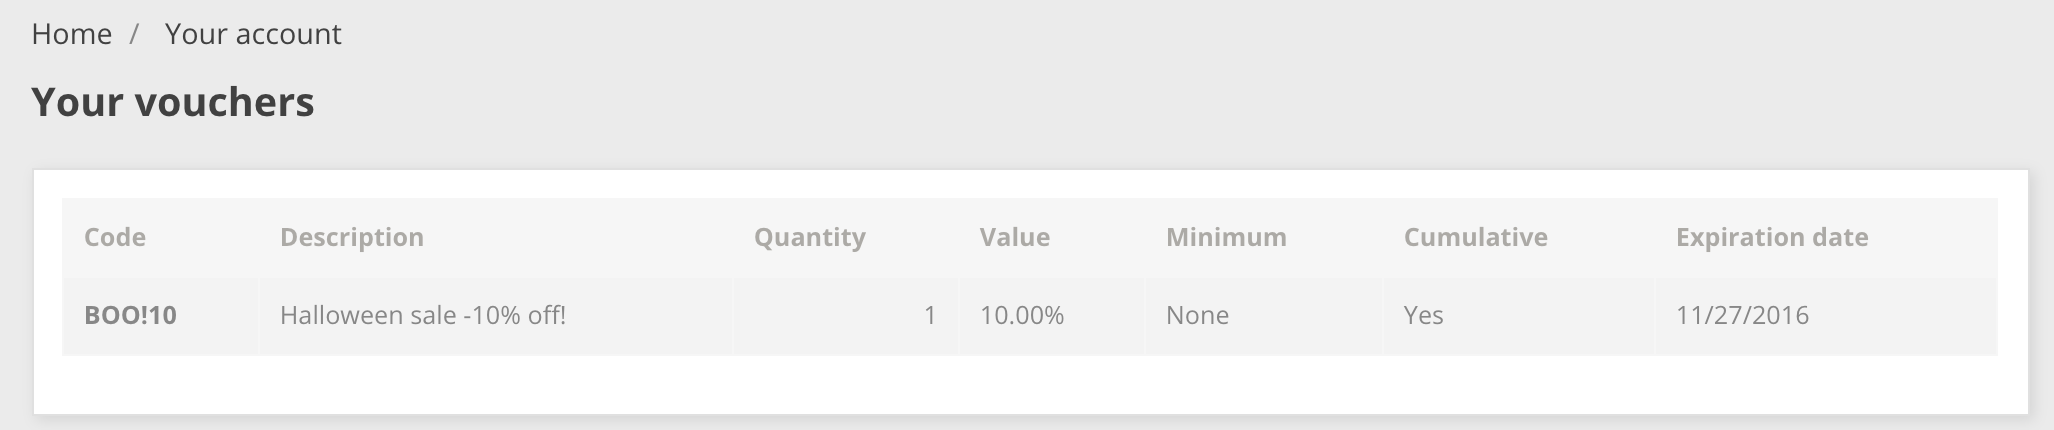 Home / Your account
Your vouchers
Code Description Quantity Value Minimum Cumulative Expiration date
BOO!10 Halloween sale -10% off! 1 10.00% None Yes 11/27/2016